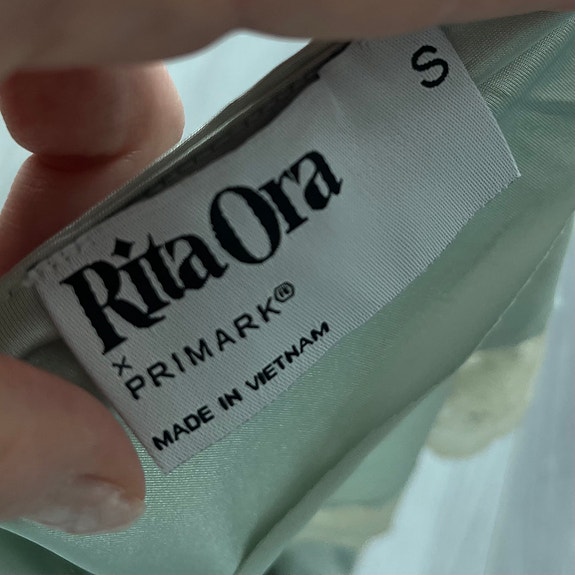 S
Rita Ora
x
PRIMARK®
MADE IN VIETNAM